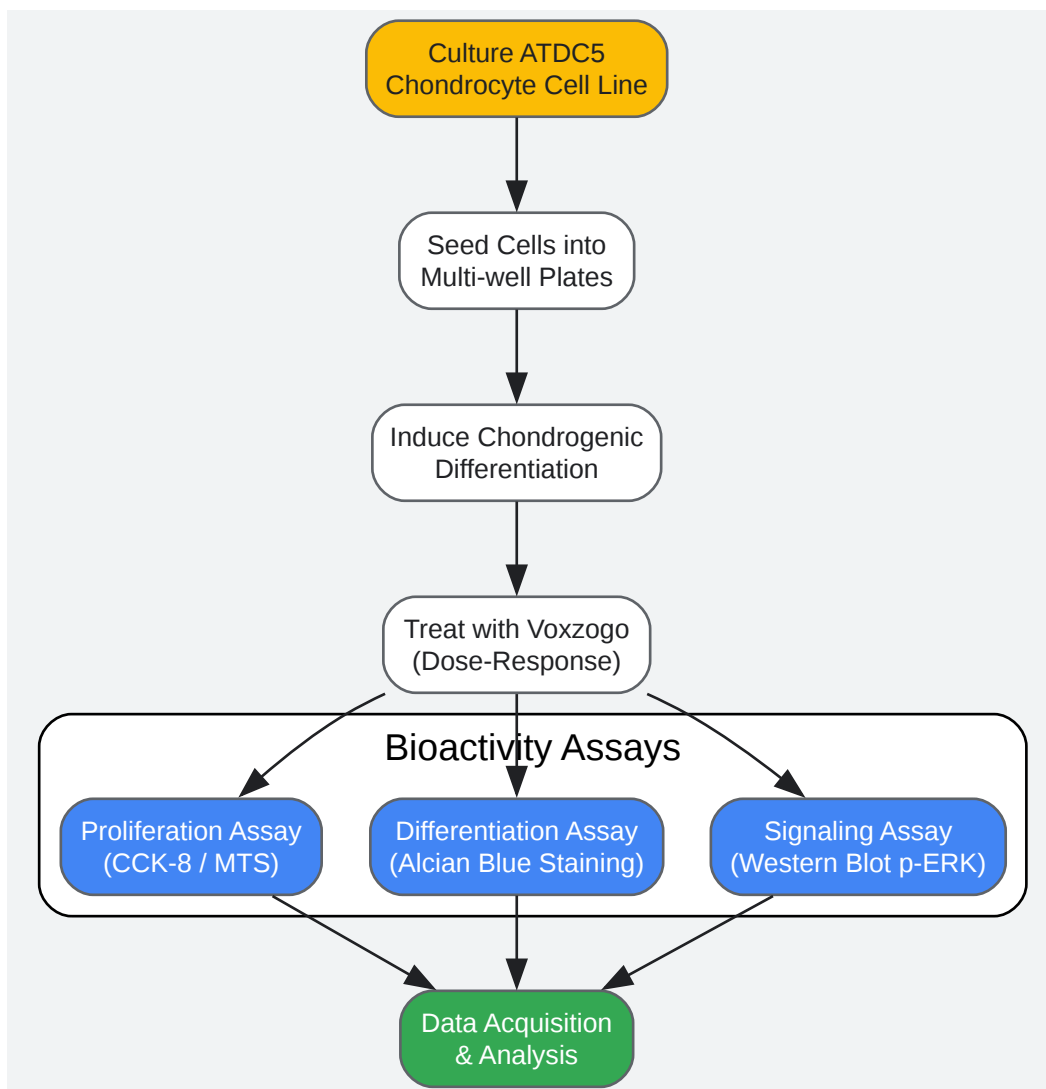 Culture ATDC5
Chondrocyte Cell Line
Seed Cells into
Multi-well Plates
Induce Chondrogenic
Differentiation
Treat with Voxzogo
(Dose-Response)
Bioactivity Assays
Proliferation Assay
(CCK-8 / MTS)
Differentiation Assay
(Alcian Blue Staining)
Signaling Assay
(Western Blot p-ERK)
Data Acquisition
& Analysis